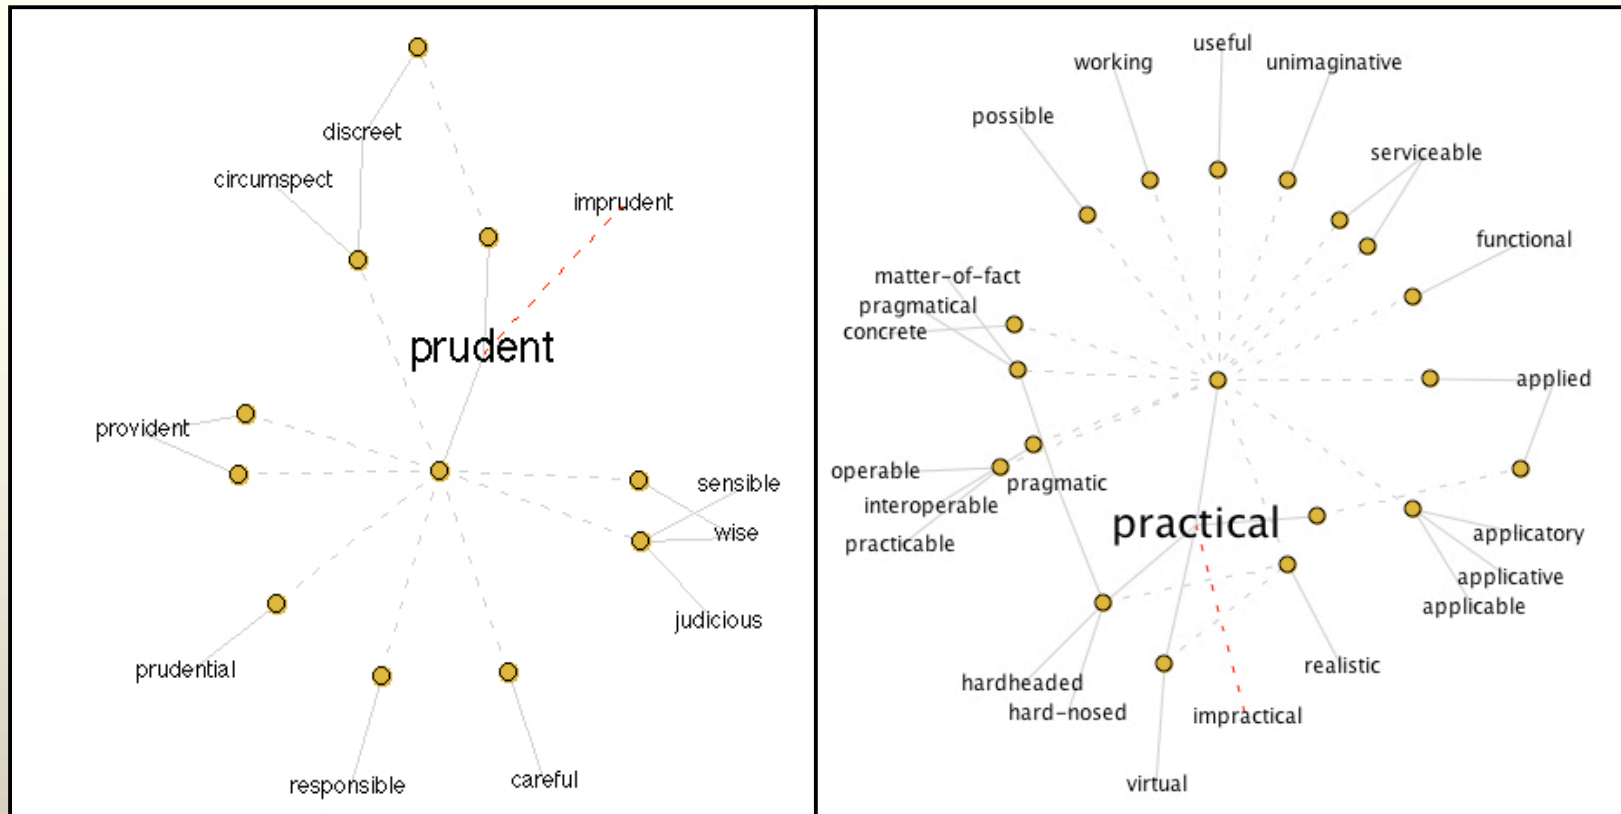 discreet
circumspect
imprudent
prudent
provident
sensible
wise
judicious
prudential
responsible
careful
useful
working
unimaginative
possible
serviceable
functional
matter-of-fact
pragmatical
concrete
applied
operable
pragmatic
interoperable
practical
practicable
applicatory
applicative
applicable
realistic
hardheaded
hard-nosed
impractical
virtual